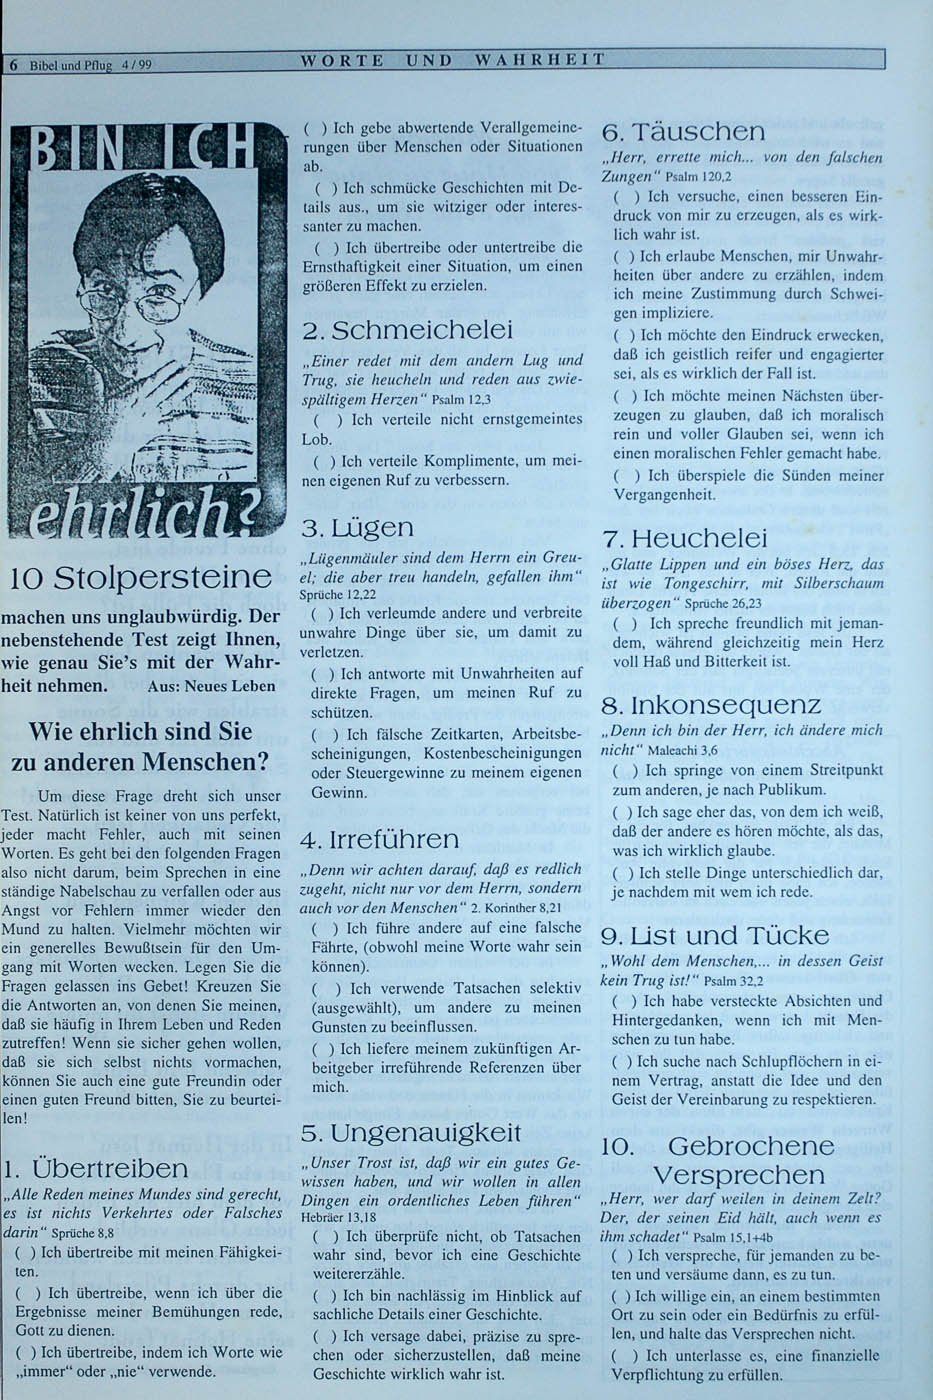 6 Bibel und Pflug 4/99
WORTE UND WAHRHEIT
BIN ICH
ehrlich?
10 Stolpersteine
machen uns unglaubwürdig. Der
nebenstehende Test zeigt Ihnen,
wie genau Sie's mit der Wahr-
heit nehmen. Aus: Neues Leben
Wie ehrlich sind Sie
zu anderen Menschen?
Um diese Frage dreht sich unser
Test. Natürlich ist keiner von uns perfekt,
jeder macht Fehler, auch mit seinen
Worten. Es geht bei den folgenden Fragen
also nicht darum, beim Sprechen in eine
ständige Nabelschau zu verfallen oder aus
Angst vor Fehlern immer wieder den
Mund zu halten. Vielmehr möchten wir
ein generelles Bewußtsein für den Um-
gang mit Worten wecken. Legen Sie die
Fragen gelassen ins Gebet! Kreuzen Sie
die Antworten an, von denen Sie meinen,
daß sie häufig in Ihrem Leben und Reden
zutreffen! Wenn sie sicher gehen wollen,
daß sie sich selbst nichts vormachen,
können Sie auch eine gute Freundin oder
einen guten Freund bitten, Sie zu beurtei-
len!
1. Übertreiben
„Alle Reden meines Mundes sind gerecht,
es ist nichts Verkehrtes oder Falsches
darin“ Sprüche 8,8
( ) Ich übertreibe mit meinen Fähigkei-
ten.
( ) Ich übertreibe, wenn ich über die
Ergebnisse meiner Bemühungen rede,
Gott zu dienen.
( ) Ich übertreibe, indem ich Worte wie
„immer“ oder „nie“ verwende.
( ) Ich gebe abwertende Verallgemeine-
rungen über Menschen oder Situationen
ab.
( ) Ich schmücke Geschichten mit De-
tails aus., um sie witziger oder interes-
santer zu machen.
( ) Ich übertreibe oder untertreibe die
Ernsthaftigkeit einer Situation, um einen
größeren Effekt zu erzielen.
2. Schmeichelei
„Einer redet mit dem andern Lug und
Trug, sie heucheln und reden aus zwie-
spältigem Herzen“ Psalm 12,3
( ) Ich verteile nicht ernstgemeintes
Lob.
( ) Ich verteile Komplimente, um mei-
nen eigenen Ruf zu verbessern.
3. Lügen
„Lügenmäuler sind dem Herrn ein Greu-
el; die aber treu handeln, gefallen ihm“
Sprüche 12,22
( ) Ich verleumde andere und verbreite
unwahre Dinge über sie, um damit zu
verletzen.
( ) Ich antworte mit Unwahrheiten auf
direkte Fragen, um meinen Ruf zu
schützen.
( ) Ich fälsche Zeitkarten, Arbeitsbe-
scheinigungen, Kostenbescheinigungen
oder Steuergewinne zu meinem eigenen
Gewinn.
4. Irreführen
„Denn wir achten darauf, daß es redlich
zugeht, nicht nur vor dem Herrn, sondern
auch vor den Menschen“ 2. Korinther 8,21
( ) Ich führe andere auf eine falsche
Fährte, (obwohl meine Worte wahr sein
können).
( ) Ich verwende Tatsachen selektiv
(ausgewählt), um andere zu meinen
Gunsten zu beeinflussen.
( ) Ich liefere meinem zukünftigen Ar-
beitgeber irreführende Referenzen über
mich.
5. Ungenauigkeit
„Unser Trost ist, daß wir ein gutes Ge-
wissen haben, und wir wollen in allen
Dingen ein ordentliches Leben führen“
Hebräer 13,18
( ) Ich überprüfe nicht, ob Tatsachen
wahr sind, bevor ich eine Geschichte
weitererzähle.
( ) Ich bin nachlässig im Hinblick auf
sachliche Details einer Geschichte.
( ) Ich versage dabei, präzise zu spre-
chen oder sicherzustellen, daß meine
Geschichte wirklich wahr ist.
6. Täuschen
„Herr, errette mich... von den falschen
Zungen“ Psalm 120,2
( ) Ich versuche, einen besseren Ein-
druck von mir zu erzeugen, als es wirk-
lich wahr ist.
( ) Ich erlaube Menschen, mir Unwahr-
heiten über andere zu erzählen, indem
ich meine Zustimmung durch Schwei-
gen impliziere.
( ) Ich möchte den Eindruck erwecken,
daß ich geistlich reifer und engagierter
sei, als es wirklich der Fall ist.
( ) Ich möchte meinen Nächsten über-
zeugen zu glauben, daß ich moralisch
rein und voller Glauben sei, wenn ich
einen moralischen Fehler gemacht habe.
( ) Ich überspiele die Sünden meiner
Vergangenheit.
7. Heuchelei
„Glatte Lippen und ein böses Herz, das
ist wie Tongeschirr, mit Silberschaum
überzogen“ Sprüche 26,23
( ) Ich spreche freundlich mit jeman-
dem, während gleichzeitig mein Herz
voll Haß und Bitterkeit ist.
8. Inkonsequenz
„Denn ich bin der Herr, ich ändere mich
nicht“ Maleachi 3,6
( ) Ich springe von einem Streitpunkt
zum anderen, je nach Publikum.
( ) Ich sage eher das, von dem ich weiß,
daß der andere es hören möchte, als das,
was ich wirklich glaube.
( ) Ich stelle Dinge unterschiedlich dar,
je nachdem mit wem ich rede.
9. List und Tücke
„Wohl dem Menschen,... in dessen Geist
kein Trug ist!“ Psalm 32,2
( ) Ich habe versteckte Absichten und
Hintergedanken, wenn ich mit Men-
schen zu tun habe.
( ) Ich suche nach Schlupflöchern in ei-
nem Vertrag, anstatt die Idee und den
Geist der Vereinbarung zu respektieren.
10. Gebrochene
Versprechen
„Herr, wer darf weilen in deinem Zelt?
Der, der seinen Eid hält, auch wenn es
ihm schadet“ Psalm 15,1+4b
( ) Ich verspreche, für jemanden zu be-
ten und versäume dann, es zu tun.
( ) Ich willige ein, an einem bestimmten
Ort zu sein oder ein Bedürfnis zu erfül-
len, und halte das Versprechen nicht.
( ) Ich unterlasse es, eine finanzielle
Verpflichtung zu erfüllen.